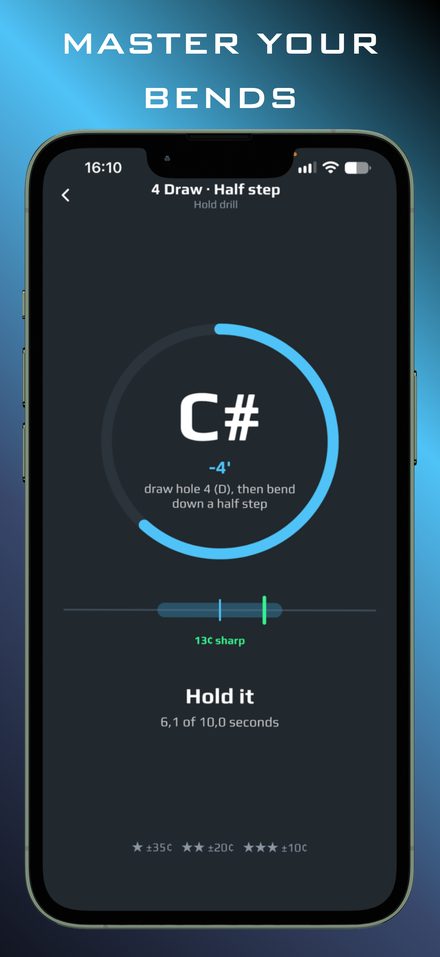 MASTER YOUR
BENDS
16:10
4 Draw · Half step
Hold drill
C#
-4'
draw hole 4 (D), then bend
down a half step
13¢ sharp
Hold it
6,1 of 10,0 seconds
★ ±35¢ ★★ ±20¢ ★★★ ±10¢